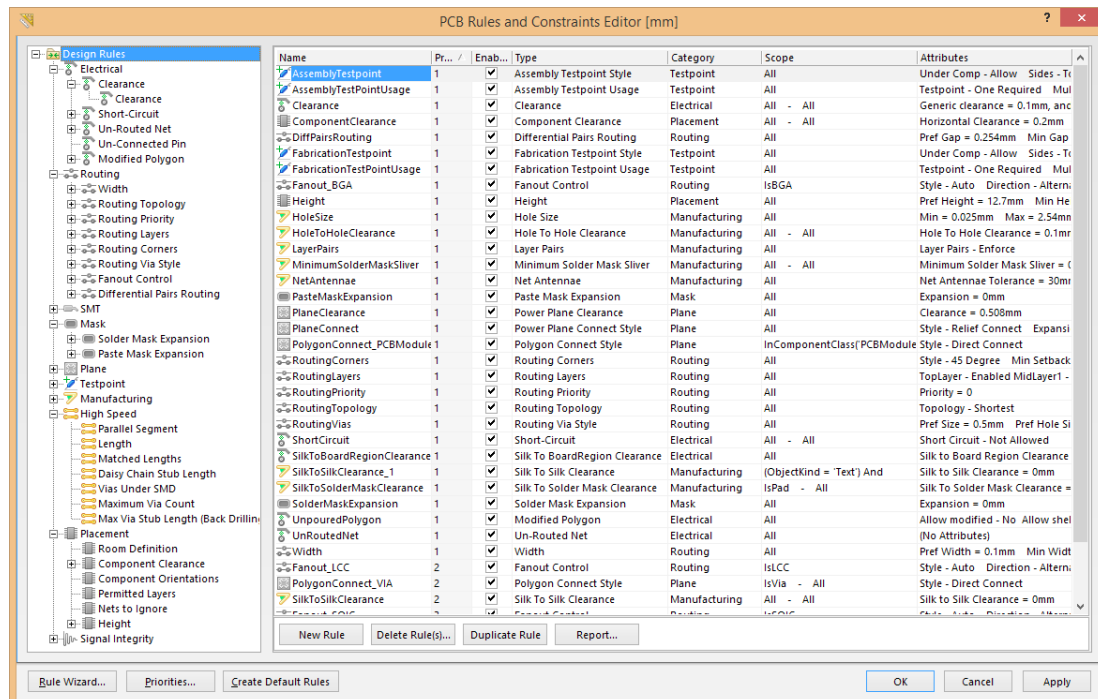 PCB Rules and Constraints Editor [mm]
? ×
Design Rules
Electrical
Clearance
Clearance
Short-Circuit
Un-Routed Net
Un-Connected Pin
Modified Polygon
Routing
Width
Routing Topology
Routing Priority
Routing Layers
Routing Corners
Routing Via Style
Fanout Control
Differential Pairs Routing
SMT
Mask
Solder Mask Expansion
Paste Mask Expansion
Plane
Testpoint
Manufacturing
High Speed
Parallel Segment
Length
Matched Lengths
Daisy Chain Stub Length
Vias Under SMD
Maximum Via Count
Max Via Stub Length (Back Drillin
Placement
Room Definition
Component Clearance
Component Orientations
Permitted Layers
Nets to Ignore
Height
Signal Integrity
Name Pr... / Enab... Type Category Scope Attributes
AssemblyTestpoint 1 Assembly Testpoint Style Testpoint All Under Comp - Allow Sides - To
AssemblyTestPointUsage 1 Assembly Testpoint Usage Testpoint All Testpoint - One Required Mul
Clearance 1 Clearance Electrical All - All Generic clearance = 0.1mm, anc
ComponentClearance 1 Component Clearance Placement All - All Horizontal Clearance = 0.2mm
DiffPairsRouting 1 Differential Pairs Routing Routing All Pref Gap = 0.254mm Min Gap
FabricationTestpoint 1 Fabrication Testpoint Style Testpoint All Under Comp - Allow Sides - To
FabricationTestPointUsage 1 Fabrication Testpoint Usage Testpoint All Testpoint - One Required Mul
Fanout_BGA 1 Fanout Control Routing IsBGA Style - Auto Direction - Altern
Height 1 Height Placement All Pref Height = 12.7mm Min He
HoleSize 1 Hole Size Manufacturing All Min = 0.025mm Max = 2.54mm
HoleToHoleClearance 1 Hole To Hole Clearance Manufacturing All - All Hole To Hole Clearance = 0.1mr
LayerPairs 1 Layer Pairs Manufacturing All Layer Pairs - Enforce
MinimumSolderMaskSliver 1 Minimum Solder Mask Sliver Manufacturing All - All Minimum Solder Mask Sliver = (
NetAntennae 1 Net Antennae Manufacturing All Net Antennae Tolerance = 30mr
PasteMaskExpansion 1 Paste Mask Expansion Mask All Expansion = 0mm
PlaneClearance 1 Power Plane Clearance Plane All Clearance = 0.508mm
PlaneConnect 1 Power Plane Connect Style Plane All Style - Relief Connect Expansi
PolygonConnect_PCBModule 1 Polygon Connect Style Plane InComponentClass('PCBModule Style - Direct Connect
RoutingCorners 1 Routing Corners Routing All Style - 45 Degree Min Setback
RoutingLayers 1 Routing Layers Routing All TopLayer - Enabled MidLayer1 -
RoutingPriority 1 Routing Priority Routing All Priority = 0
RoutingTopology 1 Routing Topology Routing All Topology - Shortest
RoutingVias 1 Routing Via Style Routing All Pref Size = 0.5mm Pref Hole Si
ShortCircuit 1 Short-Circuit Electrical All - All Short Circuit - Not Allowed
SilkToBoardRegionClearance 1 Silk To BoardRegion Clearance Electrical All Silk to Board Region Clearance
SilkToSilkClearance_1 1 Silk To Silk Clearance Manufacturing (ObjectKind = 'Text') And Silk to Silk Clearance = 0mm
SilkToSolderMaskClearance 1 Silk To Solder Mask Clearance Manufacturing IsPad - All Silk To Solder Mask Clearance =
SolderMaskExpansion 1 Solder Mask Expansion Mask All Expansion = 0mm
UnpouredPolygon 1 Modified Polygon Electrical All Allow modified - No Allow shel
UnRoutedNet 1 Un-Routed Net Electrical All (No Attributes)
Width 1 Width Routing All Pref Width = 0.1mm Min Widt
Fanout_LCC 2 Fanout Control Routing IsLCC Style - Auto Direction - Altern
PolygonConnect_VIA 2 Polygon Connect Style Plane IsVia - All Style - Direct Connect
SilkToSilkClearance 2 Silk To Silk Clearance Manufacturing All - All Silk to Silk Clearance = 0mm
New Rule Delete Rule(s)... Duplicate Rule Report...
Rule Wizard... Priorities... Create Default Rules OK Cancel Apply